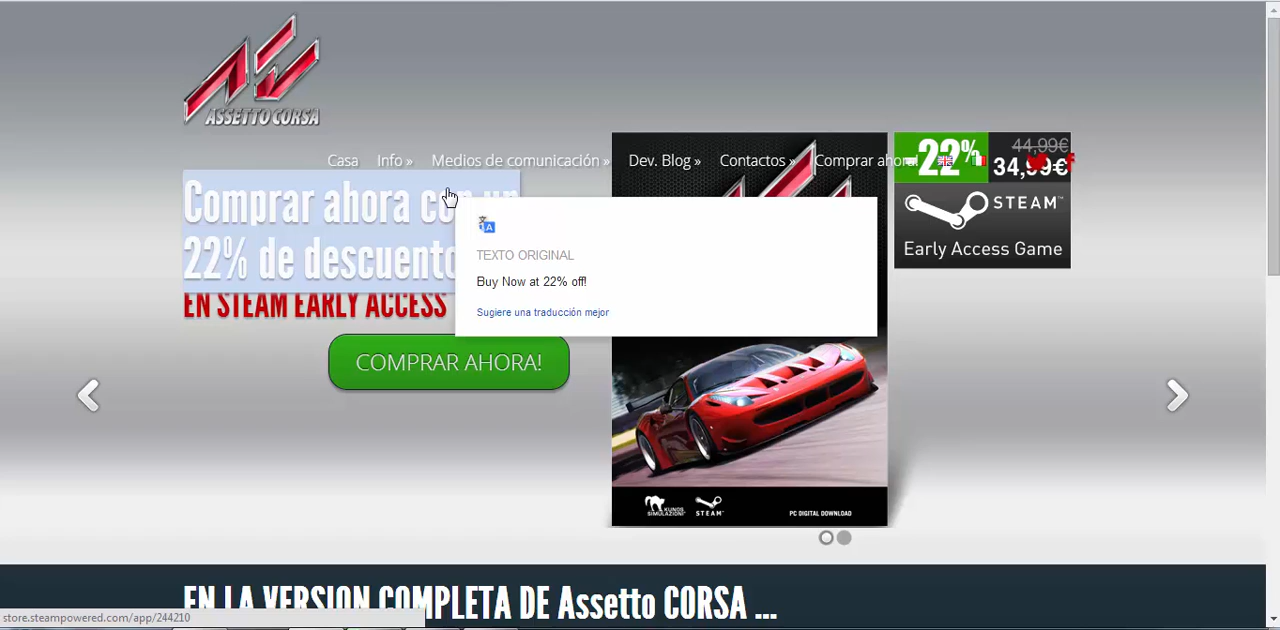 ASSETTO CORSA
Casa Info » Medios de comunicación » Dev. Blog » Contactos » Comprar ahora!
22% 44,99€
34,99€
STEAM™
Early Access Game
Comprar ahora con un
22% de descuento
EN STEAM EARLY ACCESS
TEXTO ORIGINAL
Buy Now at 22% off!
Sugiere una traducción mejor
COMPRAR AHORA!
KUNOS SIMULAZIONI
STEAM™
PC DIGITAL DOWNLOAD
EN LA VERSION COMPLETA DE Assetto CORSA ...
store.steampowered.com/app/244210